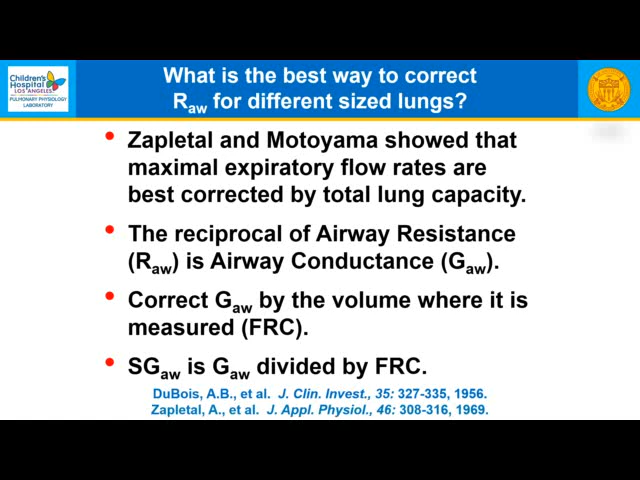 Children's
Hospital
LOS ANGELES
PULMONARY PHYSIOLOGY
LABORATORY
What is the best way to correct
Raw for different sized lungs?
• Zapletal and Motoyama showed that
maximal expiratory flow rates are
best corrected by total lung capacity.
• The reciprocal of Airway Resistance
(Raw) is Airway Conductance (Gaw).
• Correct Gaw by the volume where it is
measured (FRC).
• SGaw is Gaw divided by FRC.
DuBois, A.B., et al. J. Clin. Invest., 35: 327-335, 1956.
Zapletal, A., et al. J. Appl. Physiol., 46: 308-316, 1969.